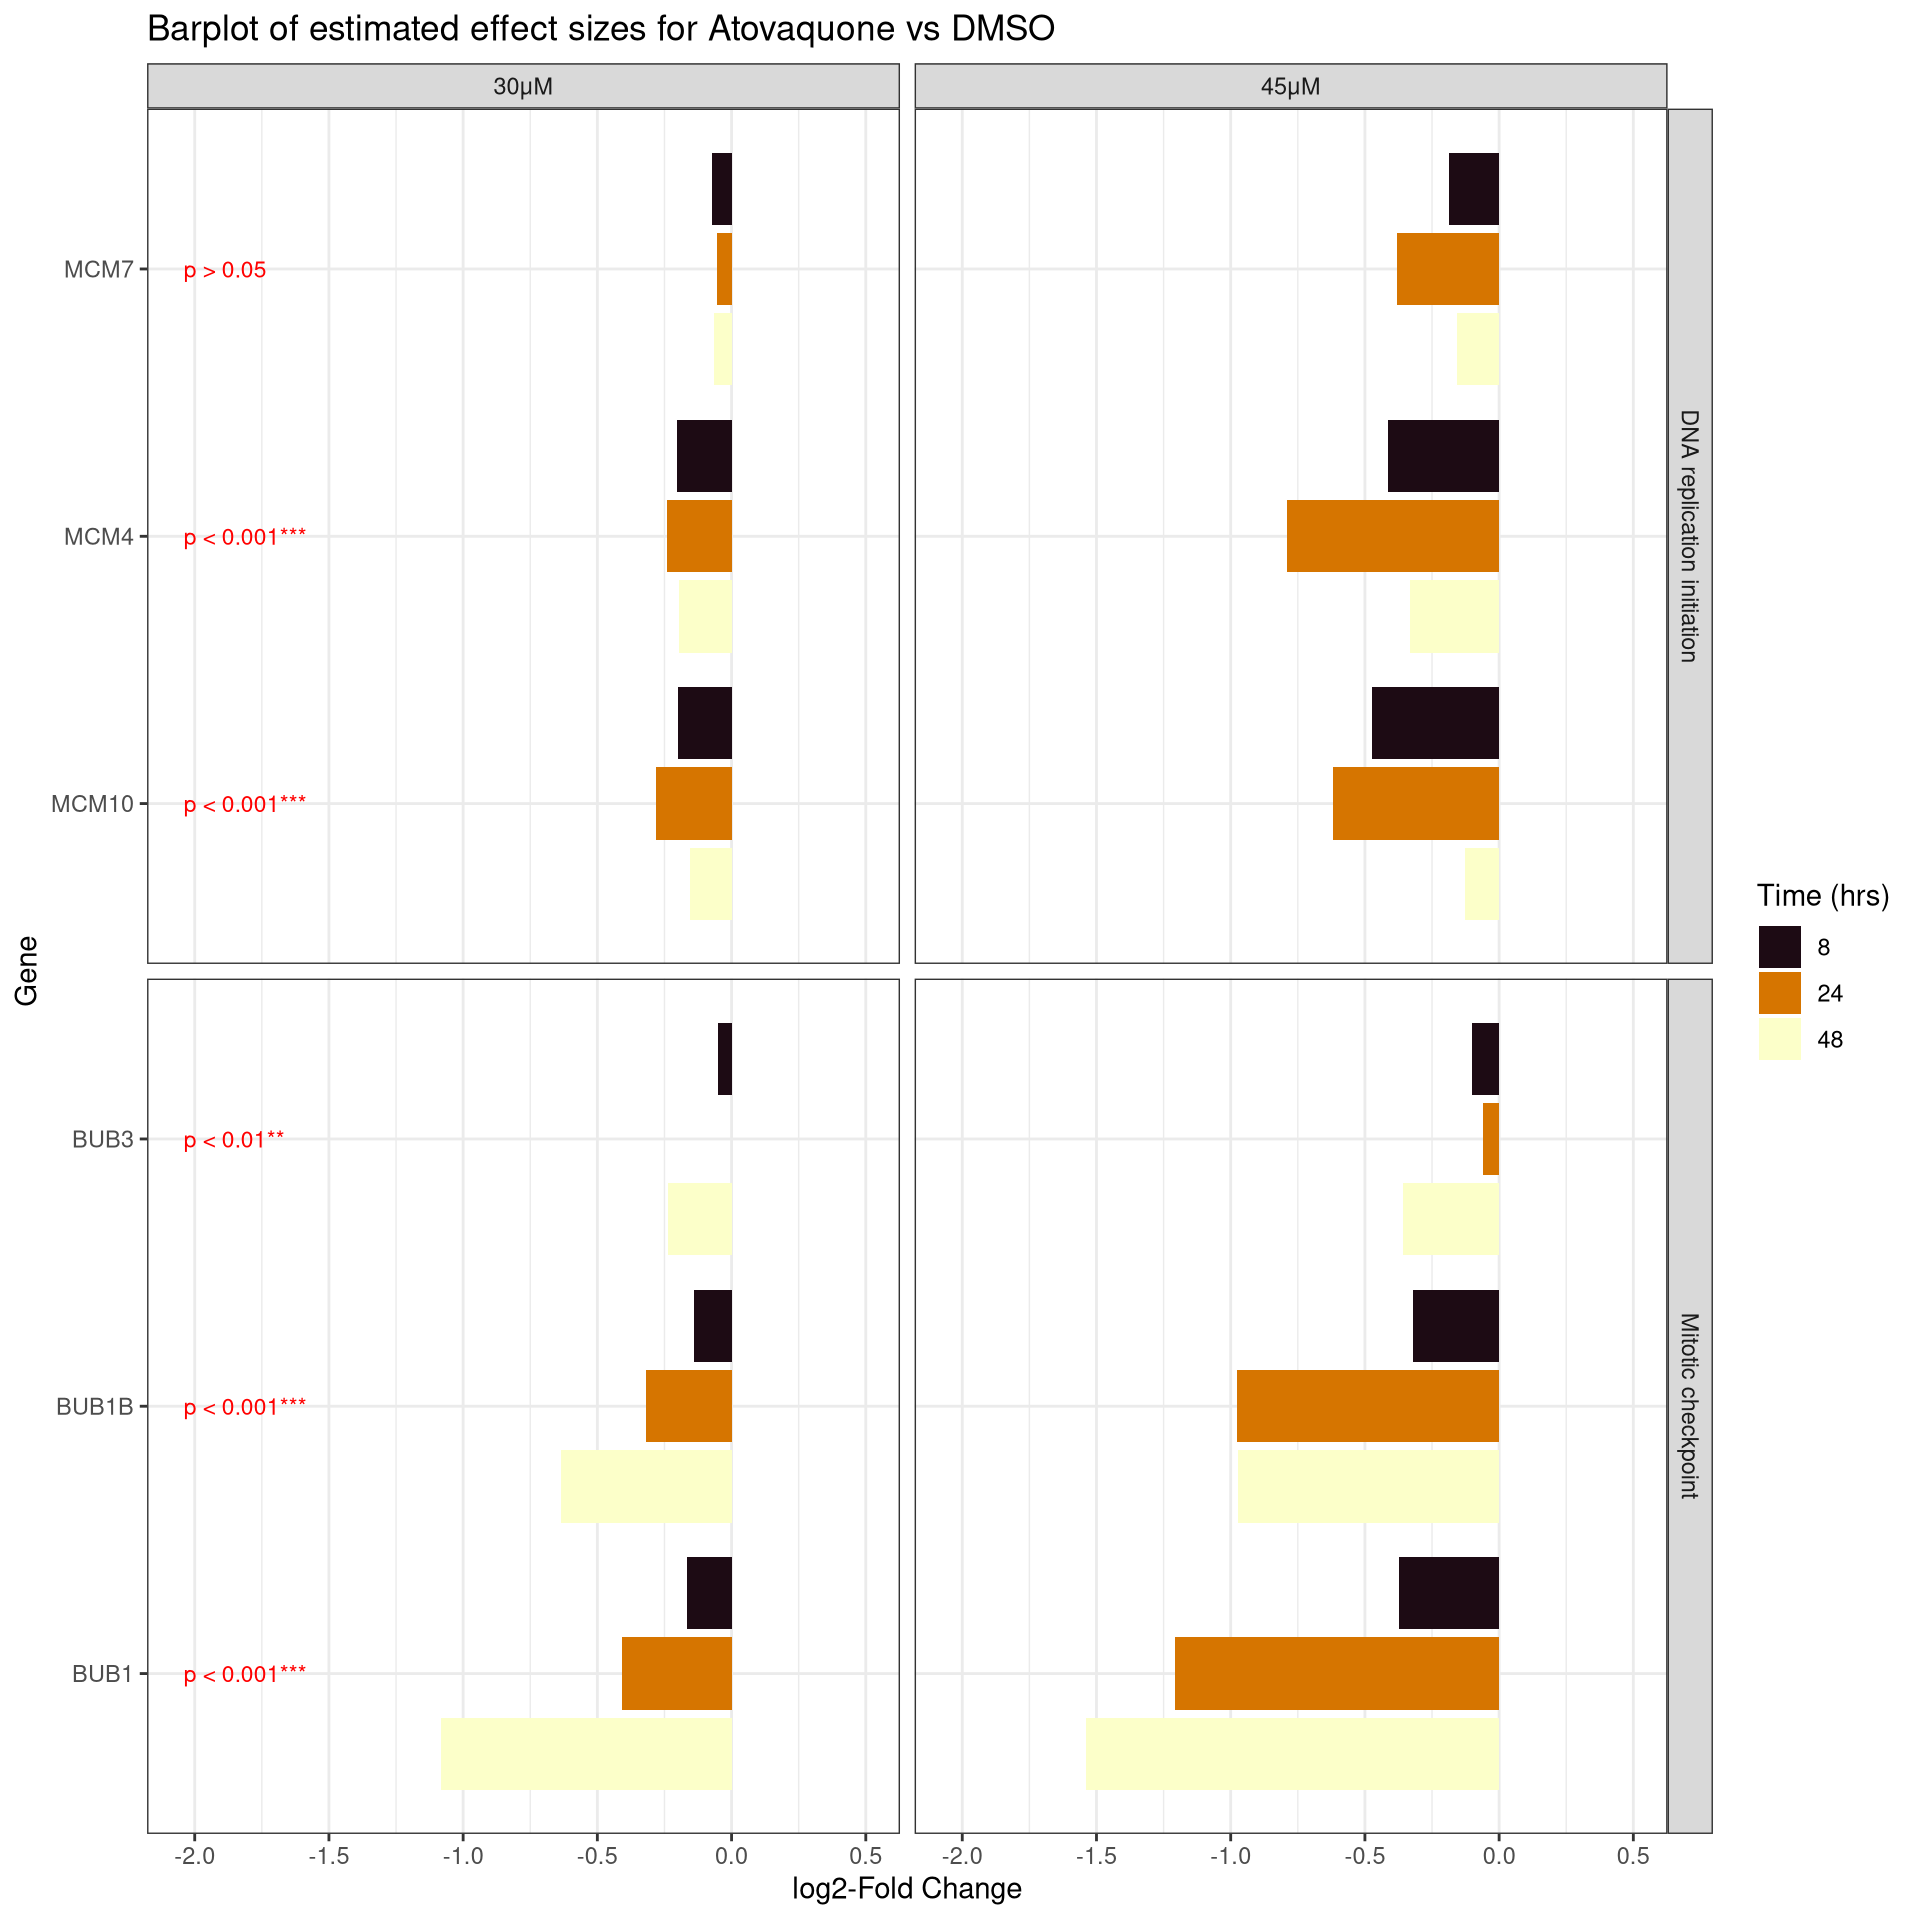 Barplot of estimated effect sizes for Atovaquone vs DMSO
30μM
45μM
MCM7
p > 0.05
MCM4
p < 0.001***
MCM10
p < 0.001***
DNA replication initiation
Gene
BUB3
p < 0.01**
BUB1B
p < 0.001***
BUB1
p < 0.001***
Mitotic checkpoint
-2.0 -1.5 -1.0 -0.5 0.0 0.5
-2.0 -1.5 -1.0 -0.5 0.0 0.5
log2-Fold Change
Time (hrs)
8
24
48